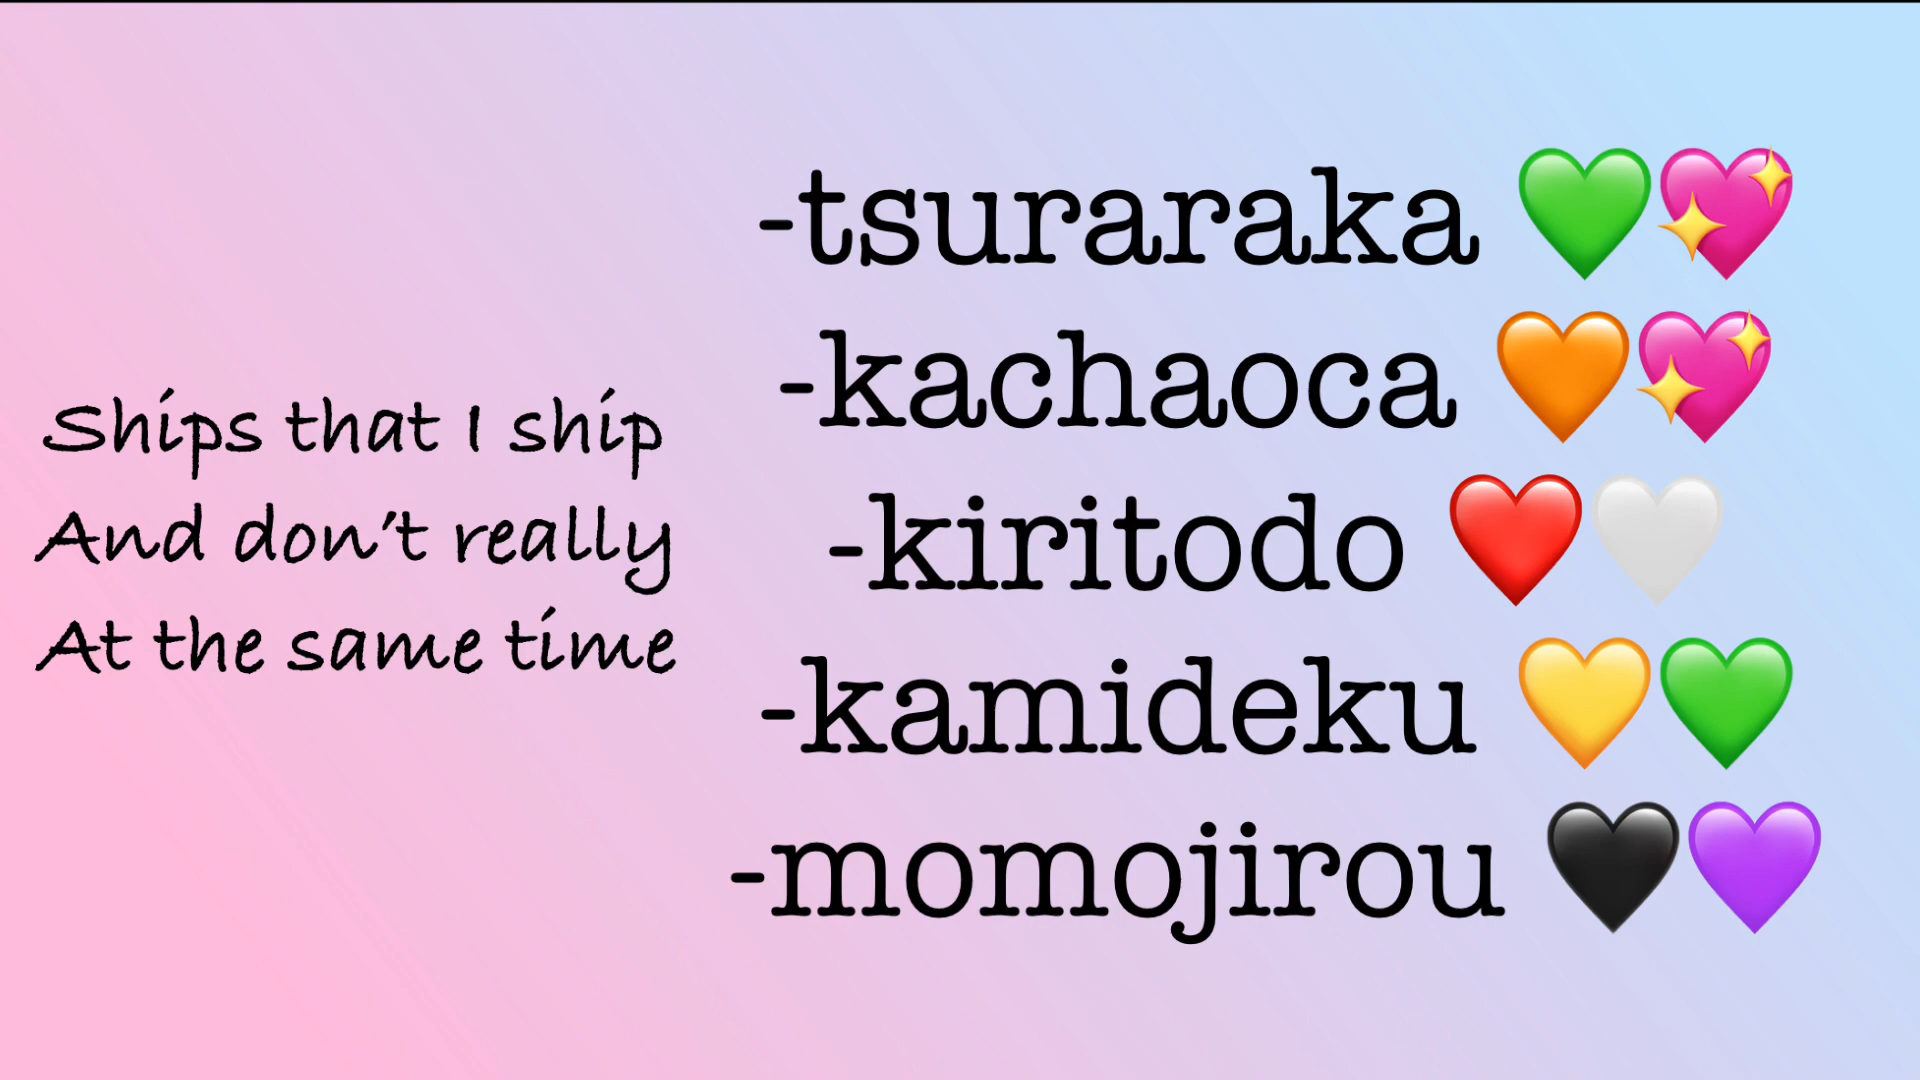 Ships that I ship
And don't really
At the same time
-tsuraraka 💚💖
-kachaoca 🧡💖
-kiritodo ❤️🤍
-kamideku 💛💚
-momojirou 🖤💜